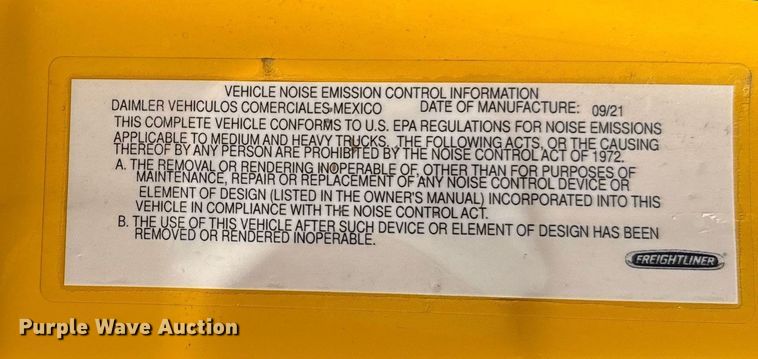 VEHICLE NOISE EMISSION CONTROL INFORMATION
DAIMLER VEHICULOS COMERCIALES MEXICO DATE OF MANUFACTURE: 09/21
THIS COMPLETE VEHICLE CONFORMS TO U.S. EPA REGULATIONS FOR NOISE EMISSIONS
APPLICABLE TO MEDIUM AND HEAVY TRUCKS. THE FOLLOWING ACTS, OR THE CAUSING
THEREOF BY ANY PERSON ARE PROHIBITED BY THE NOISE CONTROL ACT OF 1972.
A. THE REMOVAL OR RENDERING INOPERABLE OF, OTHER THAN FOR PURPOSES OF
MAINTENANCE, REPAIR OR REPLACEMENT OF ANY NOISE CONTROL DEVICE OR
ELEMENT OF DESIGN (LISTED IN THE OWNER'S MANUAL) INCORPORATED INTO THIS
VEHICLE IN COMPLIANCE WITH THE NOISE CONTROL ACT.
B. THE USE OF THIS VEHICLE AFTER SUCH DEVICE OR ELEMENT OF DESIGN HAS BEEN
REMOVED OR RENDERED INOPERABLE.
FREIGHTLINER
Purple Wave Auction